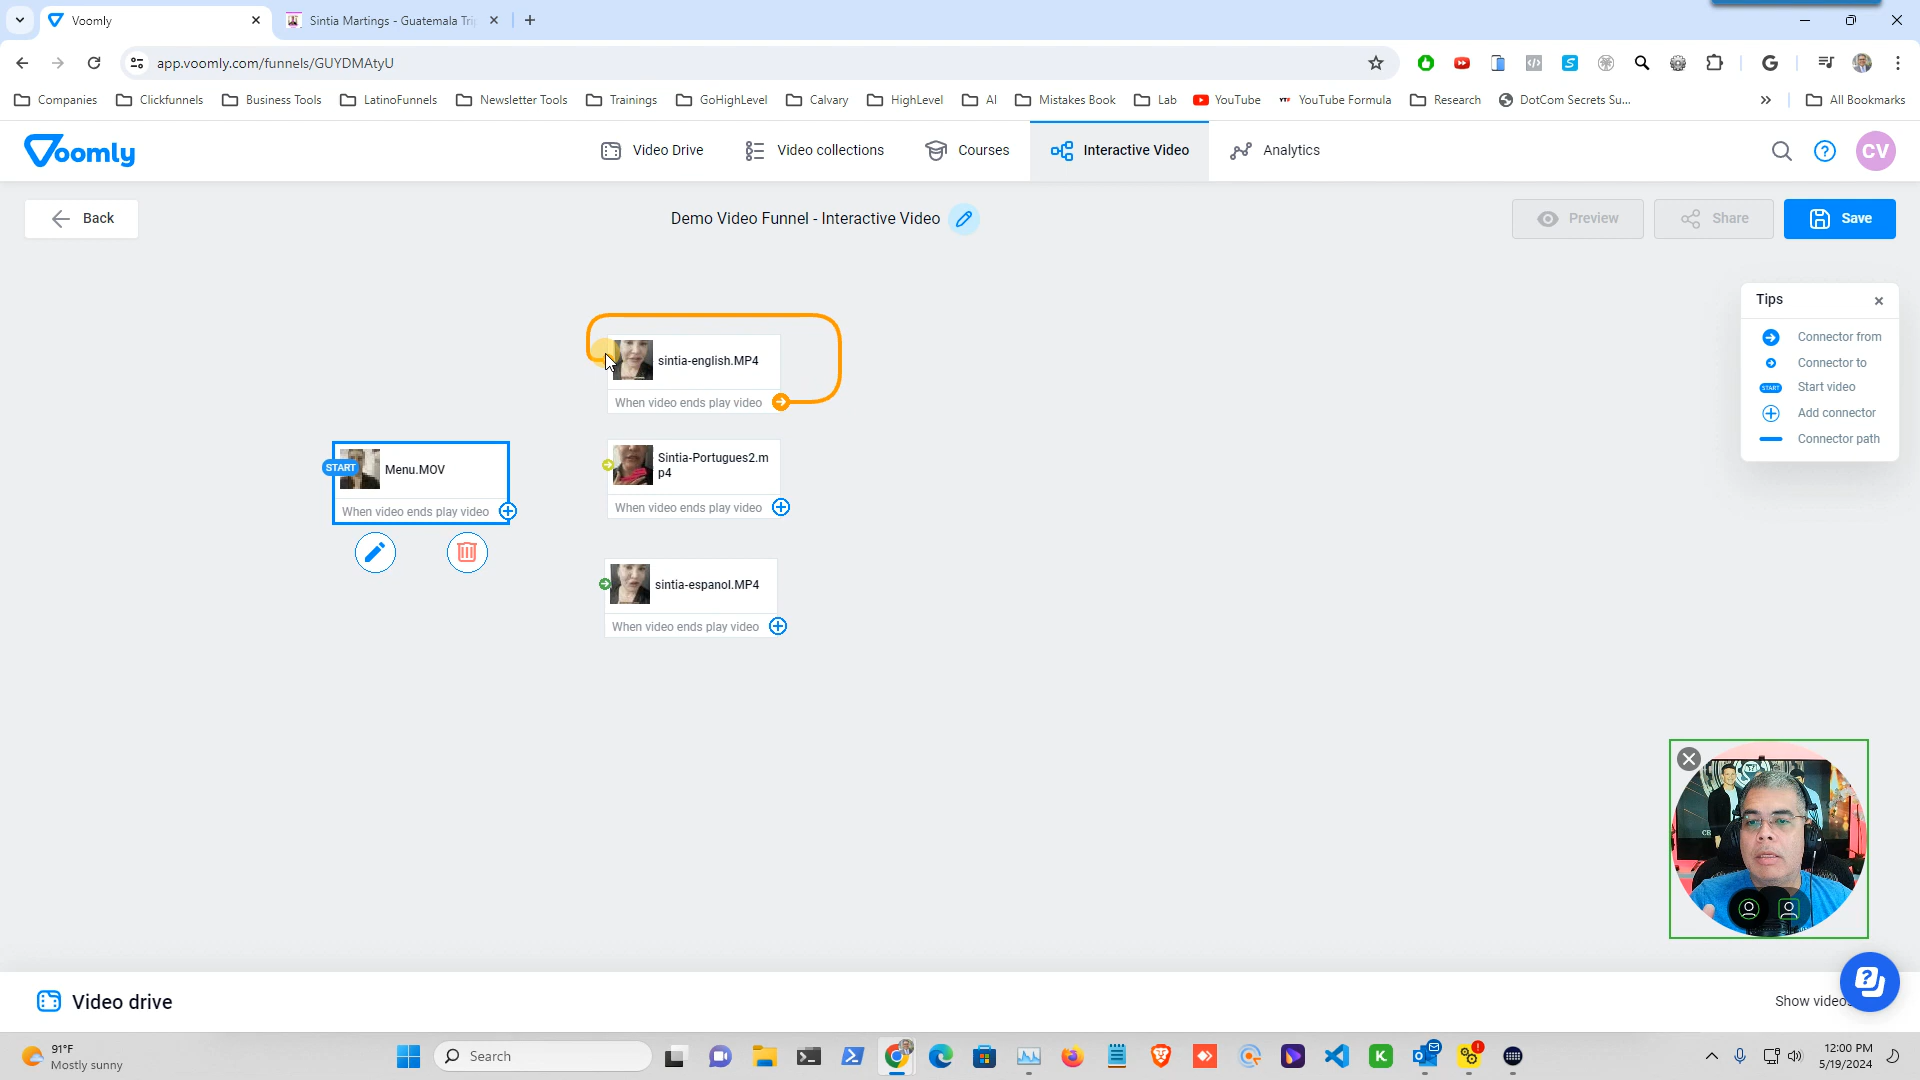 Voomly
Sintia Martings - Guatemala Tri
app.voomly.com/funnels/GUYDMAtyU
Companies
Clickfunnels
Business Tools
LatinoFunnels
Newsletter Tools
Trainings
GoHighLevel
Calvary
HighLevel
AI
Mistakes Book
Lab
YouTube
YouTube Formula
Research
DotCom Secrets Su...
All Bookmarks
Voomly
Video Drive
Video collections
Courses
Interactive Video
Analytics
CV
Back
Demo Video Funnel - Interactive Video
Preview
Share
Save
Tips
Connector from
Connector to
START
Start video
Add connector
Connector path
sintia-english.MP4
When video ends play video
START
Menu.MOV
When video ends play video
Sintia-Portugues2.m
p4
When video ends play video
sintia-espanol.MP4
When video ends play video
Video drive
Show videos
91°F
Mostly sunny
Search
12:00 PM
5/19/2024